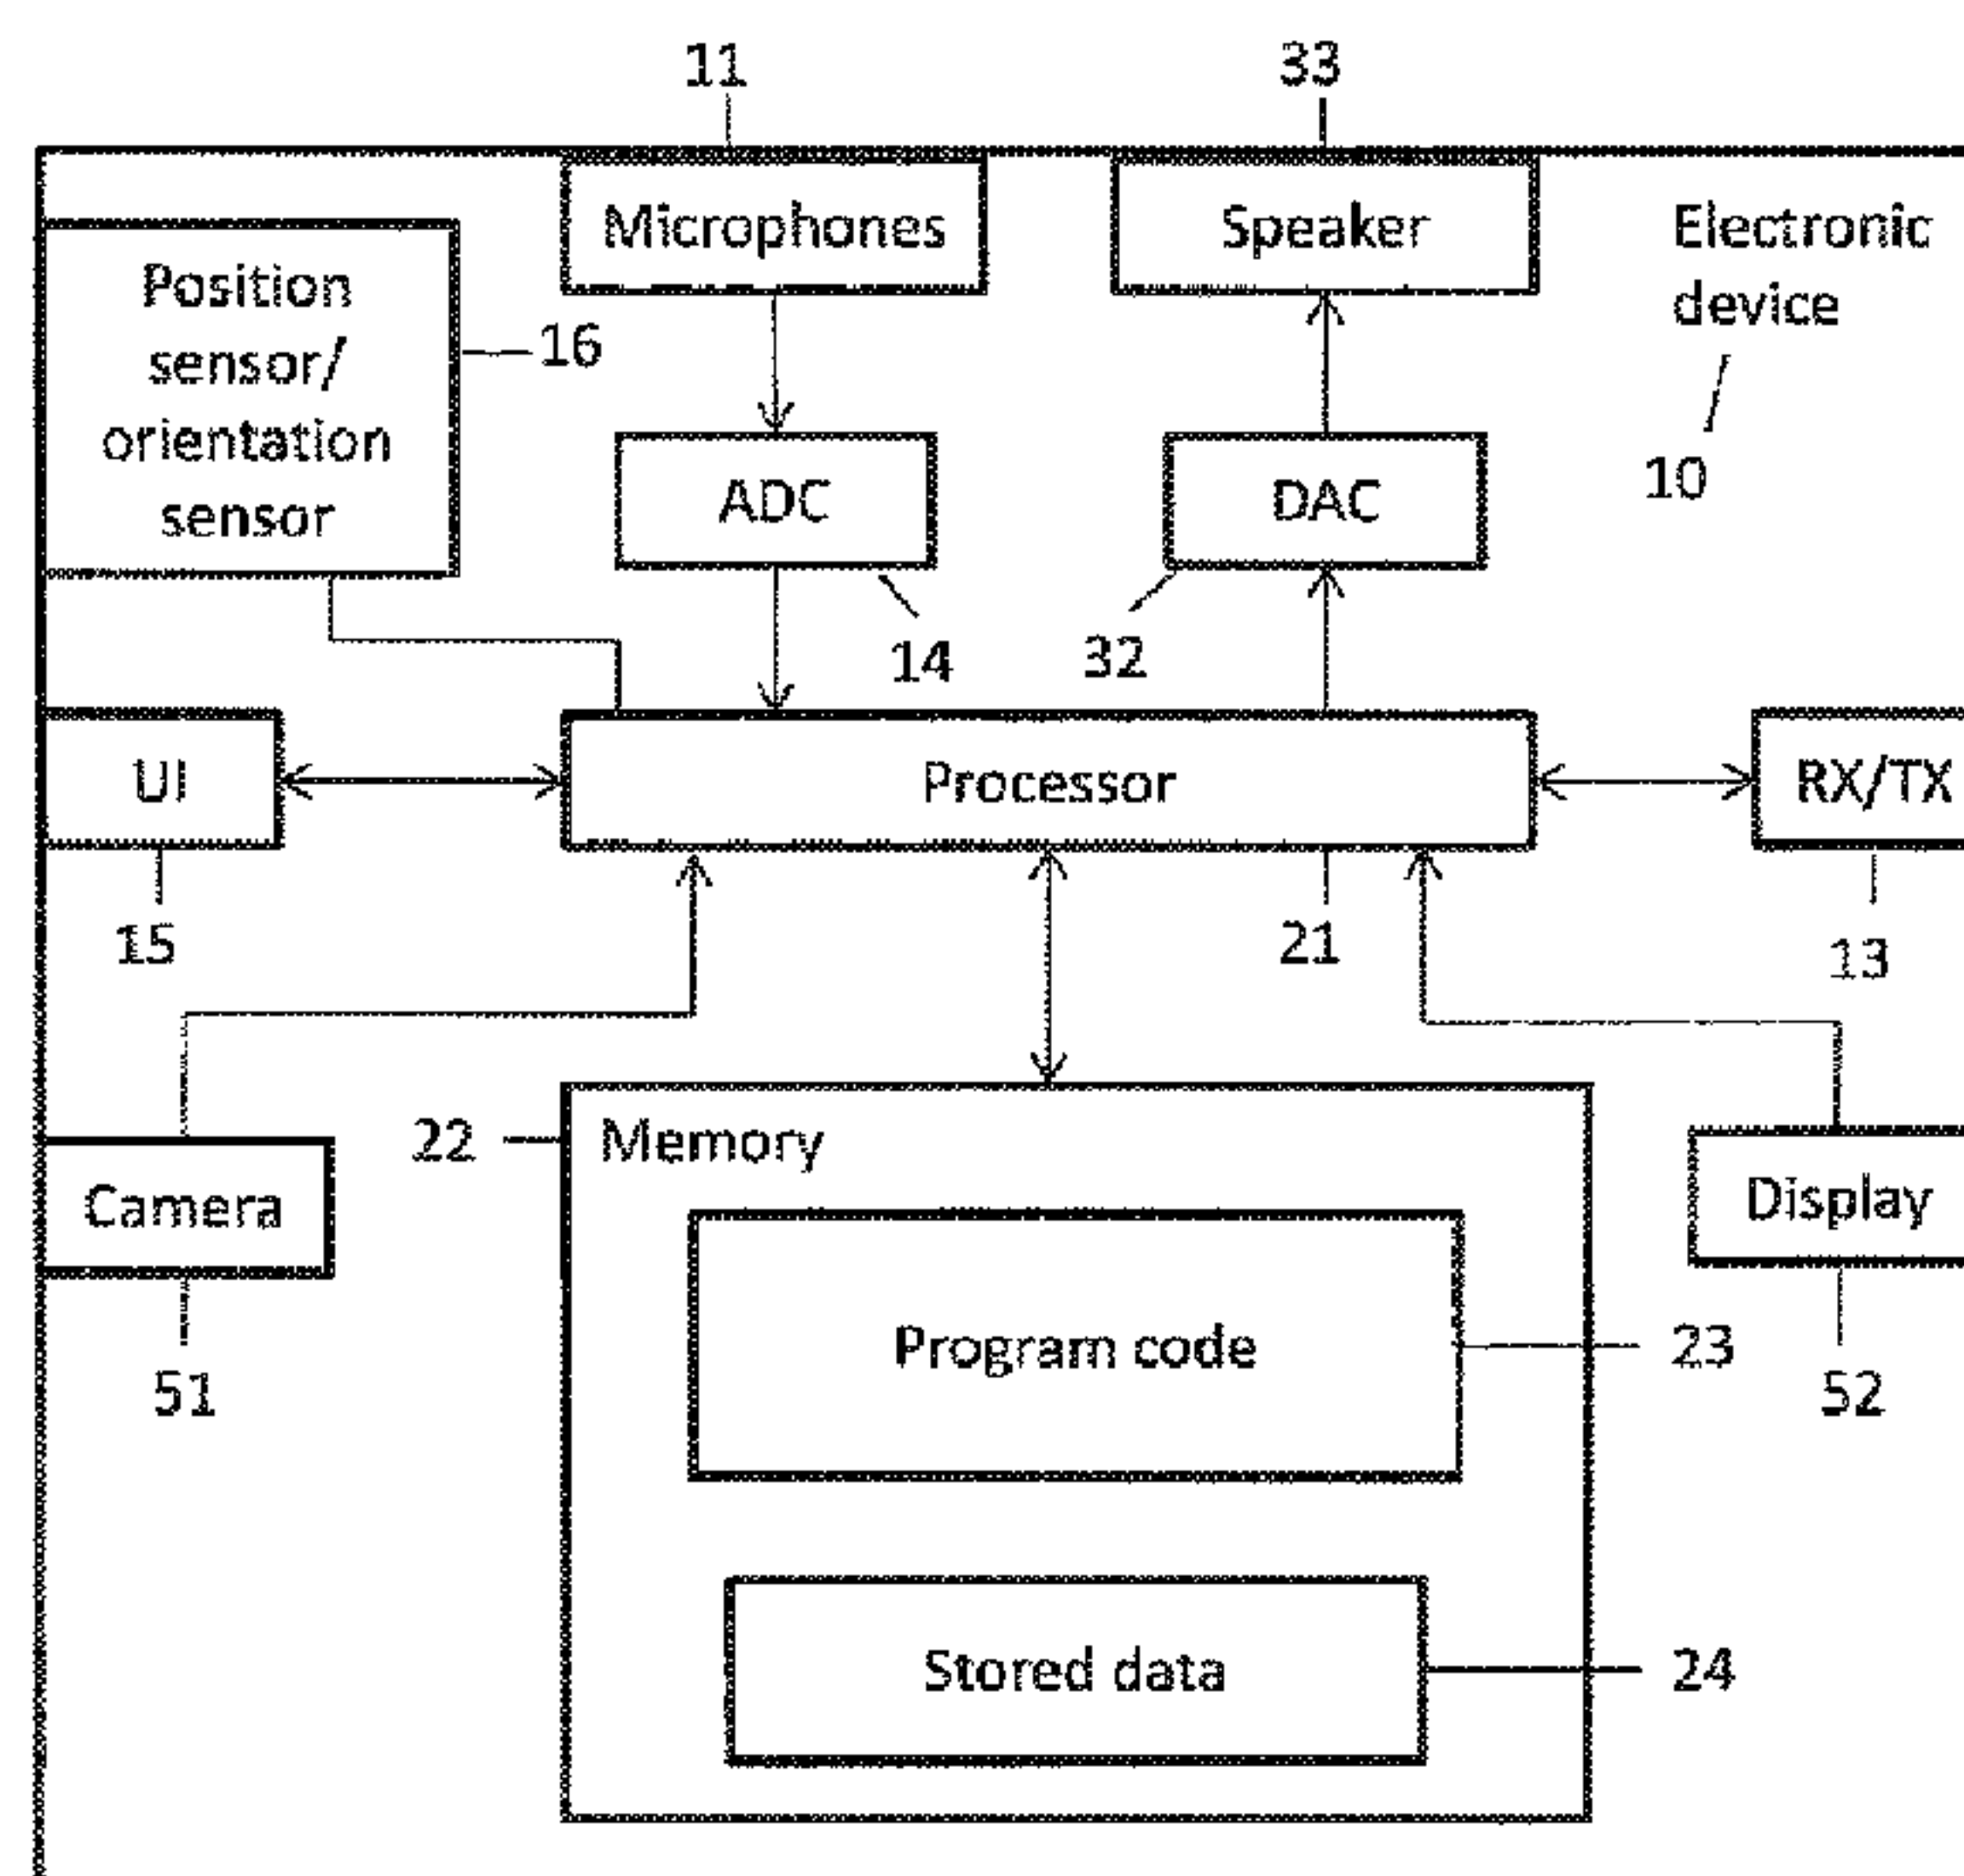 11
33
Microphones
Speaker
Electronic
device
10
Position
sensor/
orientation
sensor
16
ADC
DAC
14
32
UI
Processor
RX/TX
15
21
13
22
Memory
Camera
Display
51
52
Program code
23
Stored data
24